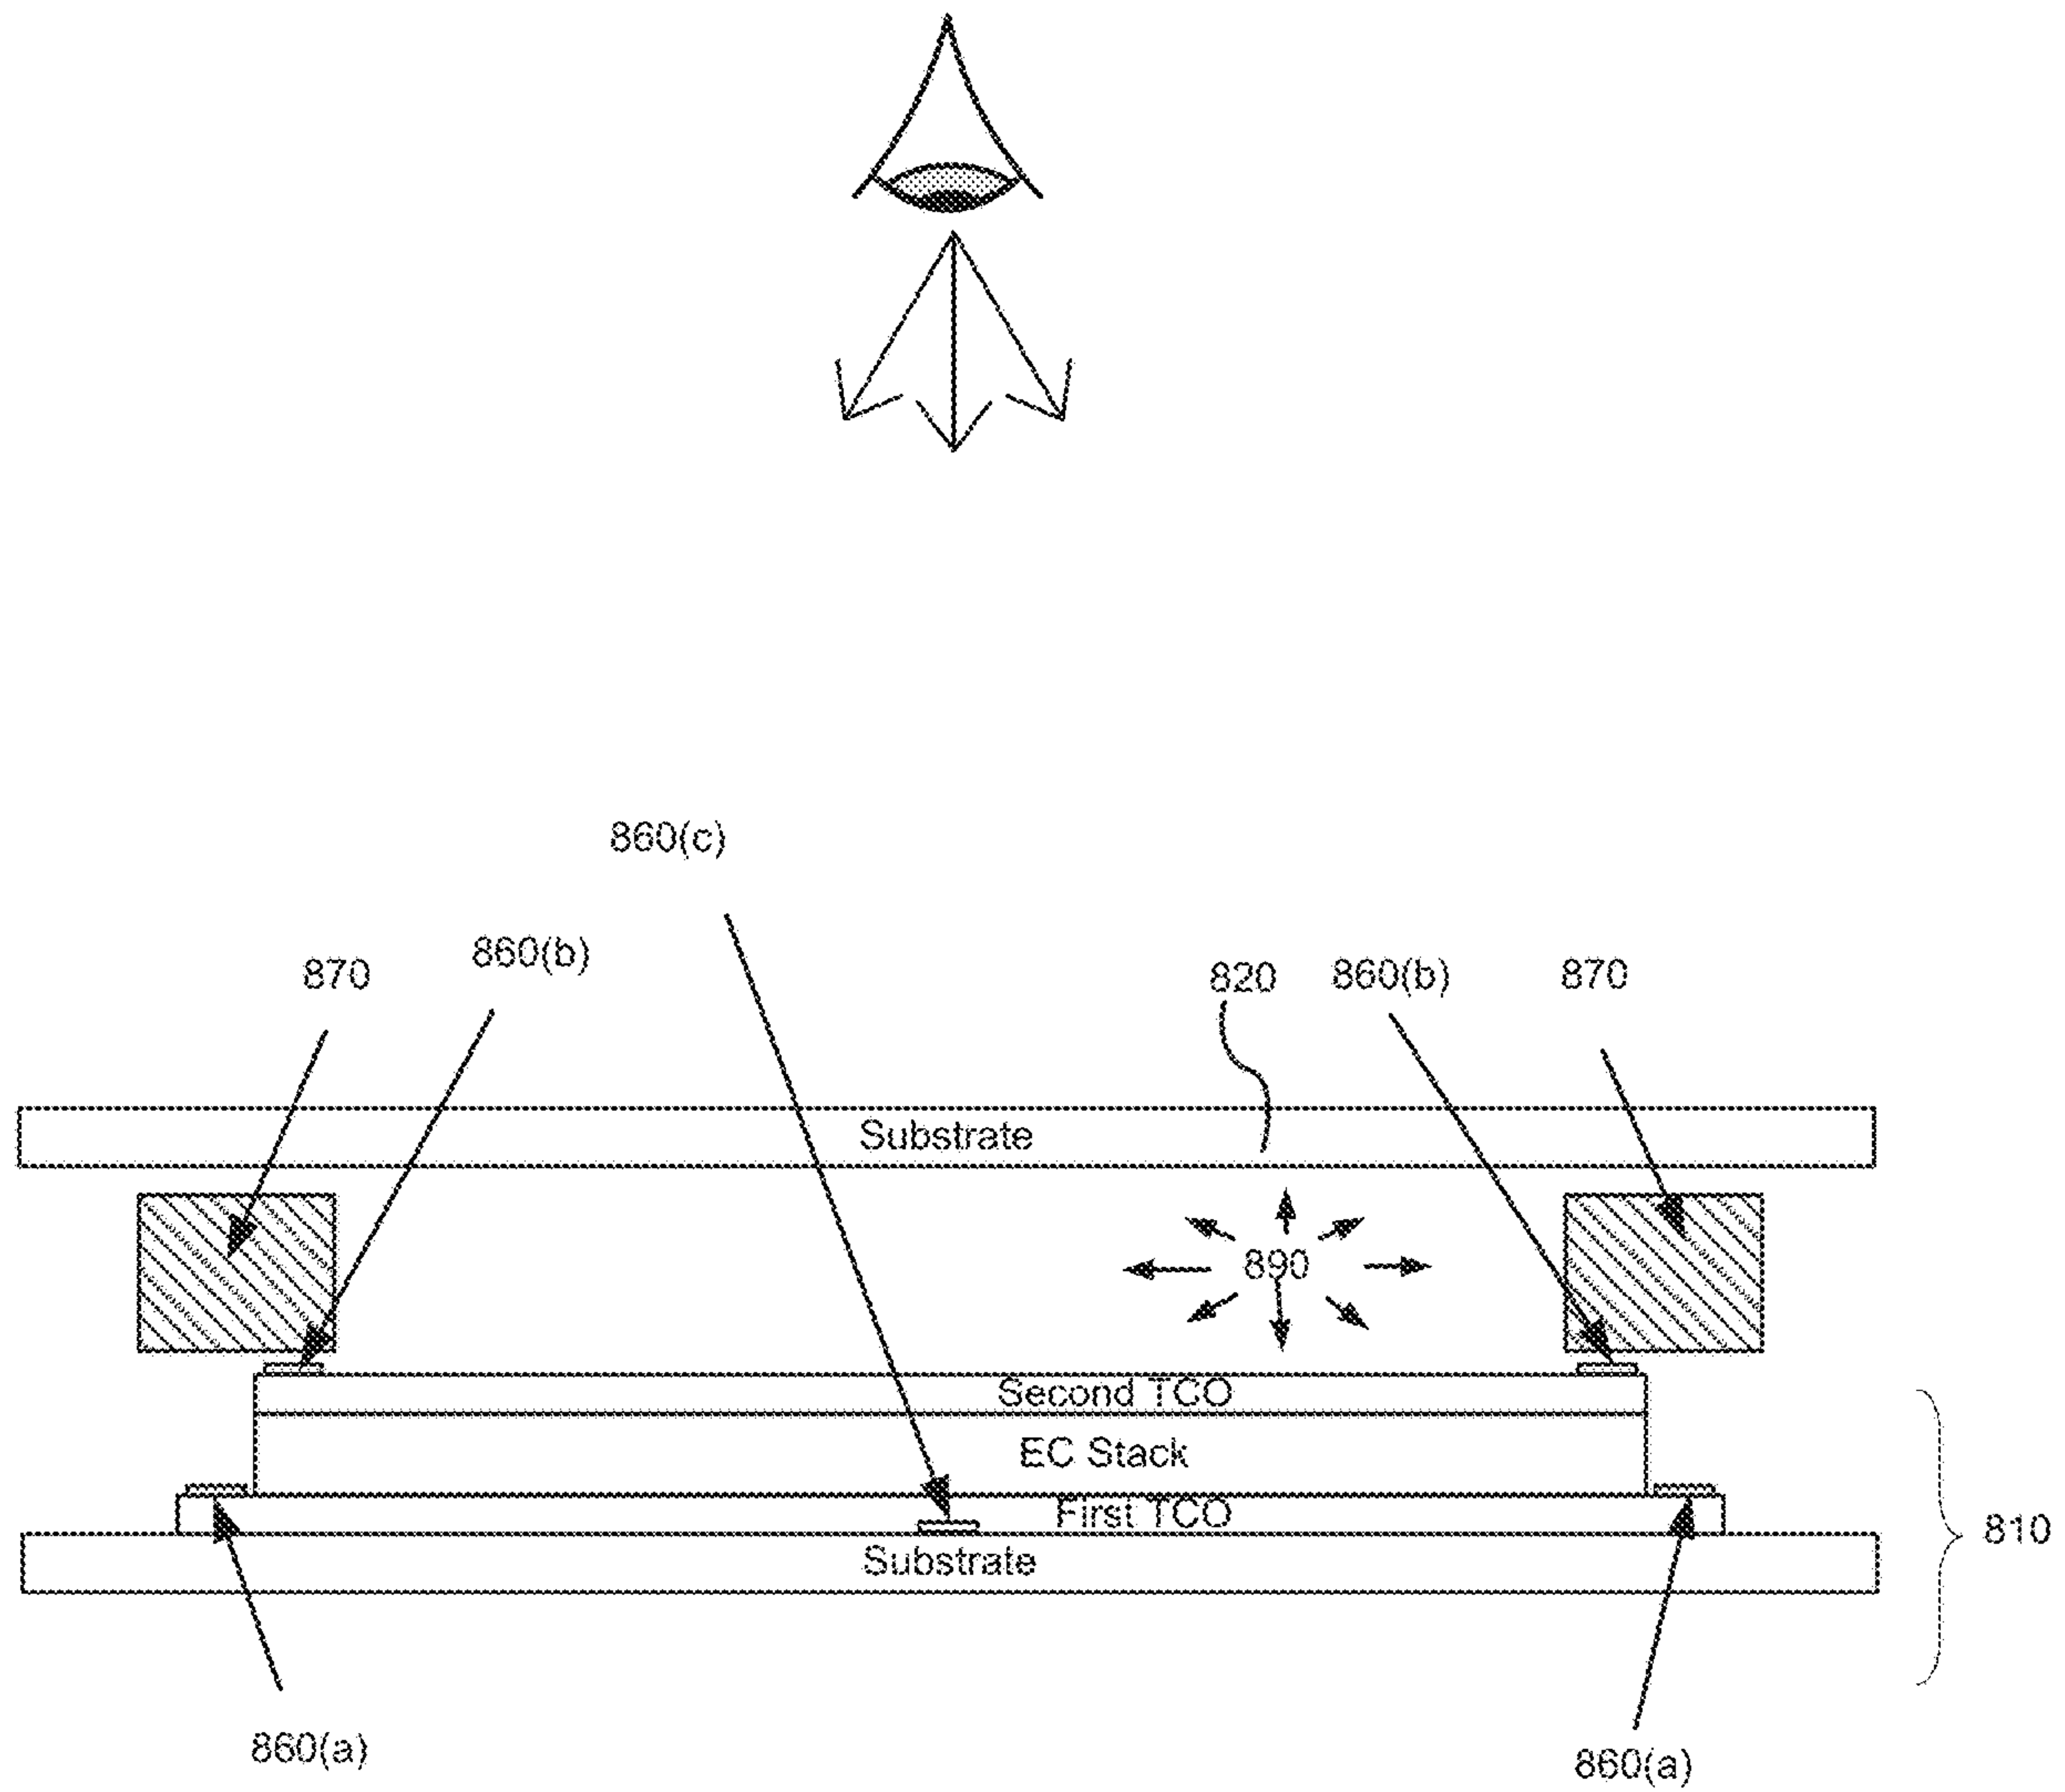 860(c)
860(b)
870
820
860(b)
870
Substrate
890
Second TCO
EC Stack
First TCO
Substrate
810
860(a)
860(a)